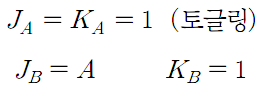 J_A = K_A = 1 (토글링)
J_B = A K_B = 1